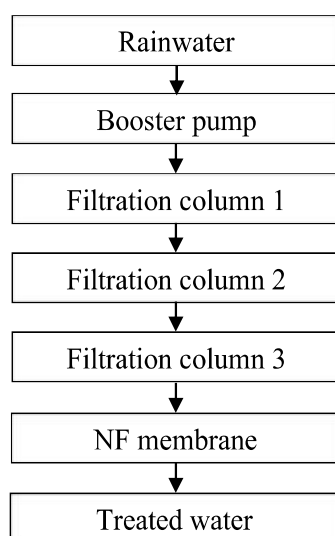 Rainwater
Booster pump
Filtration column 1
Filtration column 2
Filtration column 3
NF membrane
Treated water